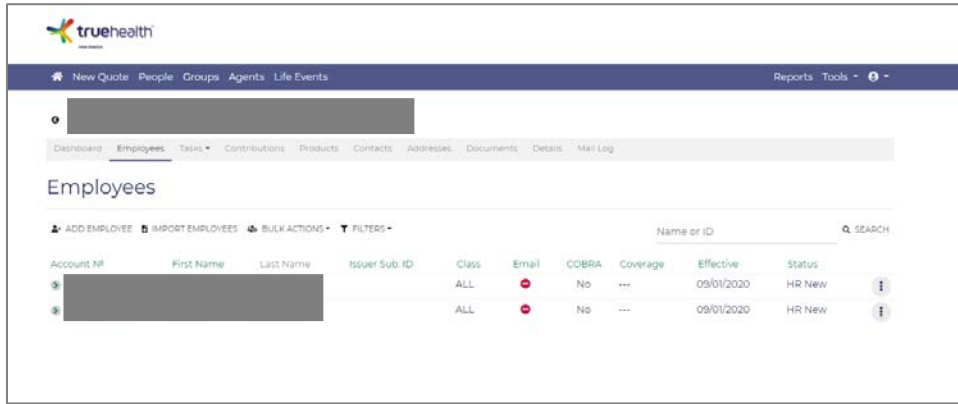 truehealth
new mexico
New Quote People Groups Agents Life Events Reports Tools
Dashboard Employees Tasks Contributions Products Contacts Addresses Documents Details Mail Log
Employees
ADD EMPLOYEE IMPORT EMPLOYEES BULK ACTIONS FILTERS Name or ID SEARCH
Account Nº First Name Last Name Issuer Sub. ID Class Email COBRA Coverage Effective Status
ALL No --- 09/01/2020 HR New
ALL No --- 09/01/2020 HR New